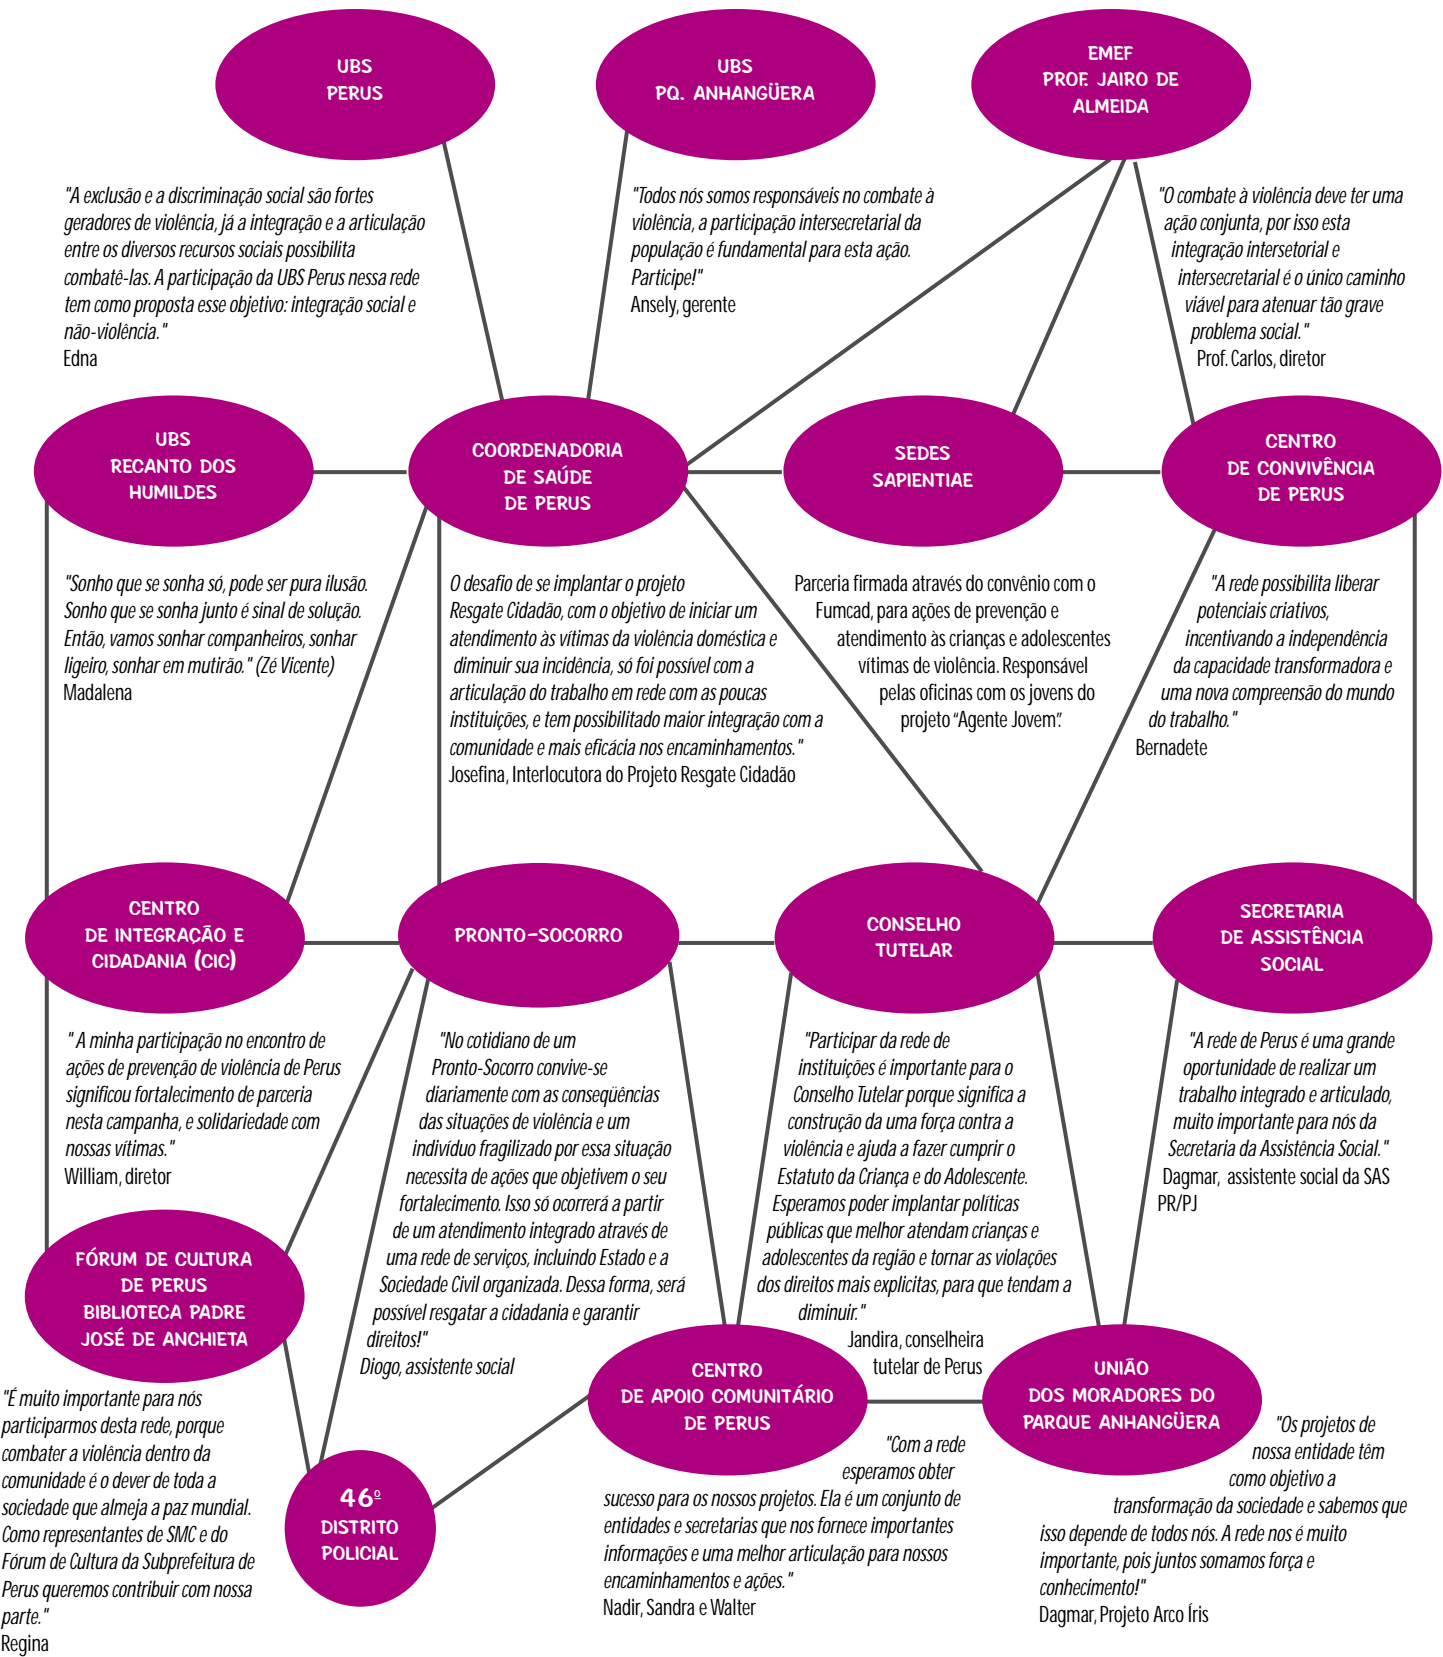 UBS
PERUS
UBS
PQ. ANHANGÜERA
EMEF
PROF. JAIRO DE
ALMEIDA
"A exclusão e a discriminação social são fortes
geradores de violência, já a integração e a articulação
entre os diversos recursos sociais possibilita
combatê-las. A participação da UBS Perus nessa rede
tem como proposta esse objetivo: integração social e
não-violência."
Edna
"Todos nós somos responsáveis no combate à
violência, a participação intersecretarial da
população é fundamental para esta ação.
Participe!"
Ansely, gerente
"O combate à violência deve ter uma
ação conjunta, por isso esta
integração intersetorial e
intersecretarial é o único caminho
viável para atenuar tão grave
problema social."
Prof. Carlos, diretor
UBS
RECANTO DOS
HUMILDES
COORDENADORIA
DE SAÚDE
DE PERUS
SEDES
SAPIENTIAE
CENTRO
DE CONVIVÊNCIA
DE PERUS
"Sonho que se sonha só, pode ser pura ilusão.
Sonho que se sonha junto é sinal de solução.
Então, vamos sonhar companheiros, sonhar
ligeiro, sonhar em mutirão." (Zé Vicente)
Madalena
O desafio de se implantar o projeto
Resgate Cidadão, com o objetivo de iniciar um
atendimento às vítimas da violência doméstica e
diminuir sua incidência, só foi possível com a
articulação do trabalho em rede com as poucas
instituições, e tem possibilitado maior integração com a
comunidade e mais eficácia nos encaminhamentos."
Josefina, Interlocutora do Projeto Resgate Cidadão
Parceria firmada através do convênio com o
Fumcad, para ações de prevenção e
atendimento às crianças e adolescentes
vítimas de violência. Responsável
pelas oficinas com os jovens do
projeto “Agente Jovem”.
"A rede possibilita liberar
potenciais criativos,
incentivando a independência
da capacidade transformadora e
uma nova compreensão do mundo
do trabalho."
Bernadete
CENTRO
DE INTEGRAÇÃO E
CIDADANIA (CIC)
PRONTO-SOCORRO
CONSELHO
TUTELAR
SECRETARIA
DE ASSISTÊNCIA
SOCIAL
" A minha participação no encontro de
ações de prevenção de violência de Perus
significou fortalecimento de parceria
nesta campanha, e solidariedade com
nossas vítimas."
William, diretor
"No cotidiano de um
Pronto-Socorro convive-se
diariamente com as conseqüências
das situações de violência e um
indivíduo fragilizado por essa situação
necessita de ações que objetivem o seu
fortalecimento. Isso só ocorrerá a partir
de um atendimento integrado através de
uma rede de serviços, incluindo Estado e a
Sociedade Civil organizada. Dessa forma, será
possível resgatar a cidadania e garantir
direitos!"
Diogo, assistente social
"Participar da rede de
instituições é importante para o
Conselho Tutelar porque significa a
construção da uma força contra a
violência e ajuda a fazer cumprir o
Estatuto da Criança e do Adolescente.
Esperamos poder implantar políticas
públicas que melhor atendam crianças e
adolescentes da região e tornar as violações
dos direitos mais explicitas, para que tendam a
diminuir."
Jandira, conselheira
tutelar de Perus
"A rede de Perus é uma grande
oportunidade de realizar um
trabalho integrado e articulado,
muito importante para nós da
Secretaria da Assistência Social."
Dagmar, assistente social da SAS
PR/PJ
FÓRUM DE CULTURA
DE PERUS
BIBLIOTECA PADRE
JOSÉ DE ANCHIETA
CENTRO
DE APOIO COMUNITÁRIO
DE PERUS
UNIÃO
DOS MORADORES DO
PARQUE ANHANGÜERA
"É muito importante para nós
participarmos desta rede, porque
combater a violência dentro da
comunidade é o dever de toda a
sociedade que almeja a paz mundial.
Como representantes de SMC e do
Fórum de Cultura da Subprefeitura de
Perus queremos contribuir com nossa
parte."
Regina
46º
DISTRITO
POLICIAL
"Com a rede
esperamos obter
sucesso para os nossos projetos. Ela é um conjunto de
entidades e secretarias que nos fornece importantes
informações e uma melhor articulação para nossos
encaminhamentos e ações."
Nadir, Sandra e Walter
"Os projetos de
nossa entidade têm
como objetivo a
transformação da sociedade e sabemos que
isso depende de todos nós. A rede nos é muito
importante, pois juntos somamos força e
conhecimento!"
Dagmar, Projeto Arco Íris